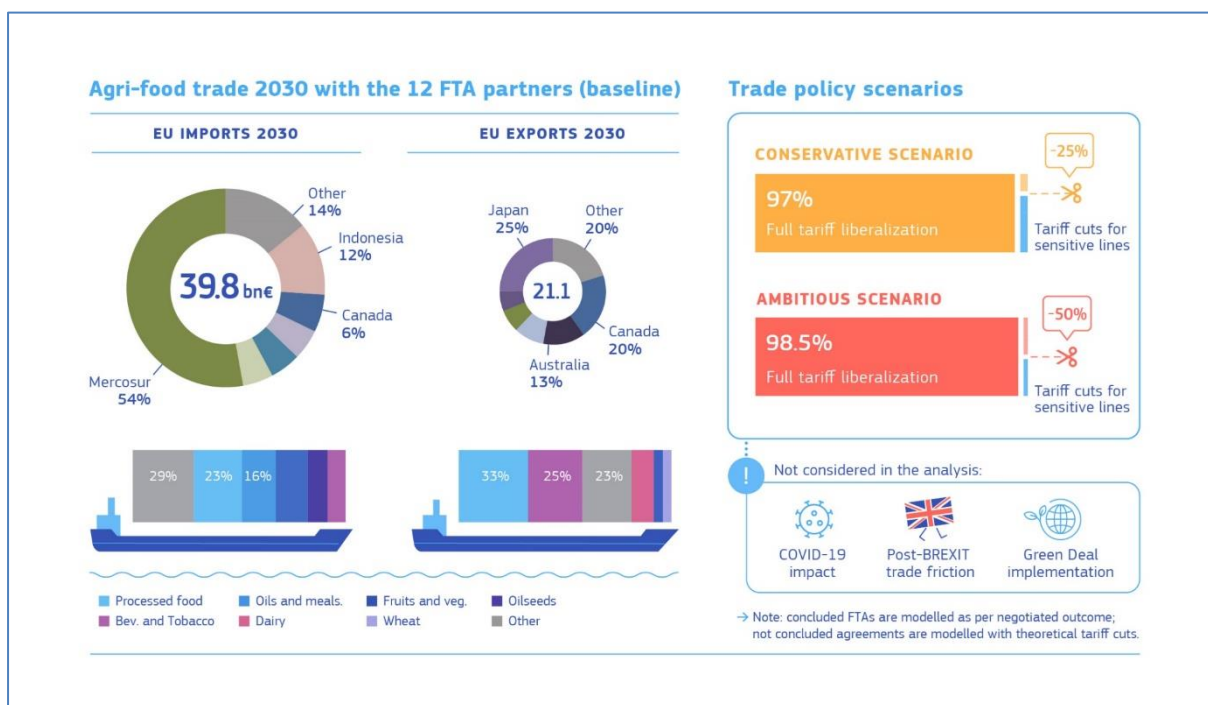 Agri-food trade 2030 with the 12 FTA partners (baseline)
EU IMPORTS 2030
EU EXPORTS 2030
Other
14%
Indonesia
12%
Canada
6%
Mercosur
54%
39.8 bn€
Japan
25%
Other
20%
Canada
20%
Australia
13%
21.1
29%
23%
16%
33%
25%
23%
Processed food
Oils and meals.
Fruits and veg.
Oilseeds
Bev. and Tobacco
Dairy
Wheat
Other
Trade policy scenarios
CONSERVATIVE SCENARIO
-25%
97%
Full tariff liberalization
Tariff cuts for
sensitive lines
AMBITIOUS SCENARIO
-50%
98.5%
Full tariff liberalization
Tariff cuts for
sensitive lines
!
Not considered in the analysis:
COVID-19
impact
Post-BREXIT
trade friction
Green Deal
implementation
→ Note: concluded FTAs are modelled as per negotiated outcome;
not concluded agreements are modelled with theoretical tariff cuts.